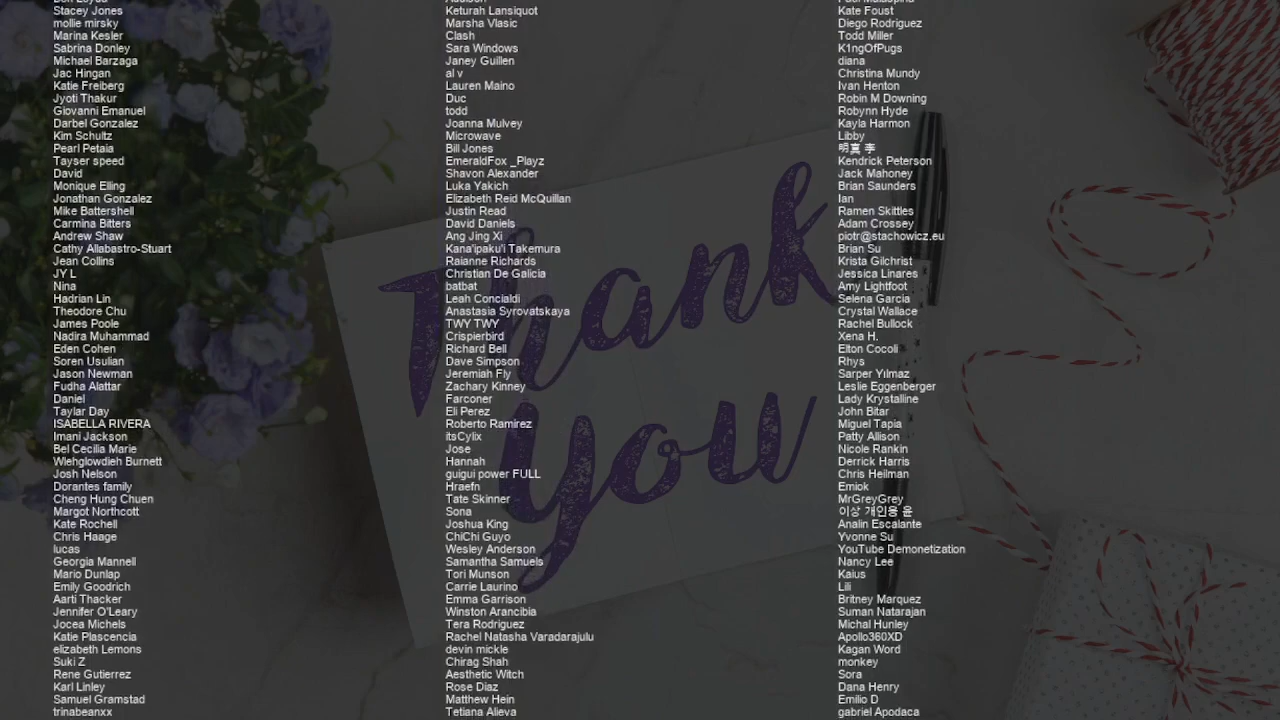 Stacey Jones
mollie mirsky
Marina Kesler
Sabrina Donley
Michael Barzaga
Jac Hingan
Katie Freiberg
Jyoti Thakur
Giovanni Emanuel
Darbel Gonzalez
Kim Schultz
Pearl Petaia
Tayser speed
David
Monique Elling
Jonathan Gonzalez
Mike Battershell
Carmina Bitters
Andrew Shaw
Cathy Allabastro-Stuart
Jean Collins
JY L
Nina
Hadrian Lin
Theodore Chu
James Poole
Nadira Muhammad
Eden Cohen
Soren Usulian
Jason Newman
Fudha Alattar
Daniel
Taylar Day
ISABELLA RIVERA
Imani Jackson
Bel Cecilia Marie
Wlehglowdieh Burnett
Josh Nelson
Dorantes family
Cheng Hung Chuen
Margot Northcott
Kate Rochell
Chris Haage
lucas
Georgia Mannell
Mario Dunlap
Emily Goodrich
Aarti Thacker
Jennifer O'Leary
Jocea Michels
Katie Plascencia
elizabeth Lemons
Suki Z
Rene Gutierrez
Karl Linley
Samuel Gramstad
trinabeanxx
Keturah Lansiquot
Marsha Vlasic
Clash
Sara Windows
Janey Guillen
al v
Lauren Maino
Duc
todd
Joanna Mulvey
Microwave
Bill Jones
EmeraldFox _Playz
Shavon Alexander
Luka Yakich
Elizabeth Reid McQuillan
Justin Read
David Daniels
Ang Jing Xi
Kana'ipaku'i Takemura
Raianne Richards
Christian De Galicia
batbat
Leah Concialdi
Anastasia Syrovatskaya
TWY TWY
Crispierbird
Richard Bell
Dave Simpson
Jeremiah Fly
Zachary Kinney
Farconer
Eli Perez
Roberto Ramirez
itsCylix
Jose
Hannah
guigui power FULL
Hraefn
Tate Skinner
Sona
Joshua King
ChiChi Guyo
Wesley Anderson
Samantha Samuels
Tori Munson
Carrie Laurino
Emma Garrison
Winston Arancibia
Tera Rodriguez
Rachel Natasha Varadarajulu
devin mickle
Chirag Shah
Aesthetic Witch
Rose Diaz
Matthew Hein
Tetiana Alieva
Kate Foust
Diego Rodriguez
Todd Miller
K1ngOfPugs
diana
Christina Mundy
Ivan Henton
Robin M Downing
Robynn Hyde
Kayla Harmon
Libby
明真 李
Kendrick Peterson
Jack Mahoney
Brian Saunders
Ian
Ramen Skittles
Adam Crossey
piotr@stachowicz.eu
Brian Su
Krista Gilchrist
Jessica Linares
Amy Lightfoot
Selena Garcia
Crystal Wallace
Rachel Bullock
Xena H.
Elton Cocoli
Rhys
Sarper Yılmaz
Leslie Eggenberger
Lady Krystalline
John Bitar
Miguel Tapia
Patty Allison
Nicole Rankin
Derrick Harris
Chris Heilman
Emiok
MrGreyGrey
이상 개인용 윤
Analin Escalante
Yvonne Su
YouTube Demonetization
Nancy Lee
Kaius
Lili
Britney Marquez
Suman Natarajan
Michal Hunley
Apollo360XD
Kagan Word
monkey
Sora
Dana Henry
Emilio D
gabriel Apodaca
Thank
you